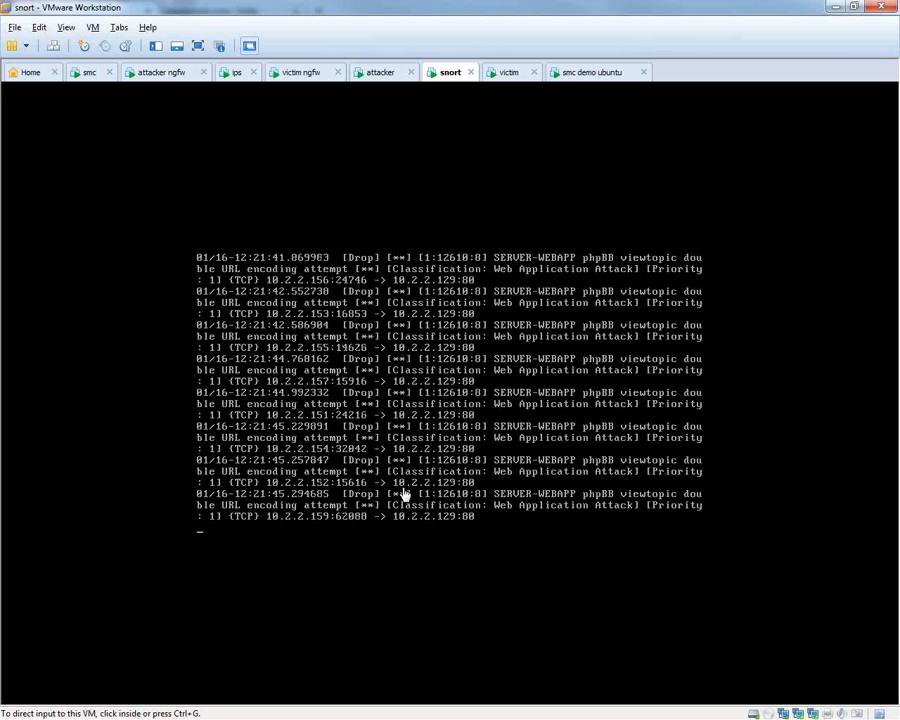 snort - VMware Workstation
File Edit View VM Tabs Help
Home smc attacker ngfw ips victim ngfw attacker snort victim smc demo ubuntu
01/16-12:21:41.869983 [Drop] [**] [1:12610:8] SERVER-WEBAPP phpBB viewtopic dou
ble URL encoding attempt [**] [Classification: Web Application Attack] [Priority
: 1] {TCP} 10.2.2.156:24746 -> 10.2.2.129:80
01/16-12:21:42.552738 [Drop] [**] [1:12610:8] SERVER-WEBAPP phpBB viewtopic dou
ble URL encoding attempt [**] [Classification: Web Application Attack] [Priority
: 1] {TCP} 10.2.2.153:16853 -> 10.2.2.129:80
01/16-12:21:42.586904 [Drop] [**] [1:12610:8] SERVER-WEBAPP phpBB viewtopic dou
ble URL encoding attempt [**] [Classification: Web Application Attack] [Priority
: 1] {TCP} 10.2.2.155:14628 -> 10.2.2.129:80
01/16-12:21:44.768162 [Drop] [**] [1:12610:8] SERVER-WEBAPP phpBB viewtopic dou
ble URL encoding attempt [**] [Classification: Web Application Attack] [Priority
: 1] {TCP} 10.2.2.157:15916 -> 10.2.2.129:80
01/16-12:21:44.992332 [Drop] [**] [1:12610:8] SERVER-WEBAPP phpBB viewtopic dou
ble URL encoding attempt [**] [Classification: Web Application Attack] [Priority
: 1] {TCP} 10.2.2.151:24216 -> 10.2.2.129:80
01/16-12:21:45.229891 [Drop] [**] [1:12610:8] SERVER-WEBAPP phpBB viewtopic dou
ble URL encoding attempt [**] [Classification: Web Application Attack] [Priority
: 1] {TCP} 10.2.2.154:32042 -> 10.2.2.129:80
01/16-12:21:45.257847 [Drop] [**] [1:12610:8] SERVER-WEBAPP phpBB viewtopic dou
ble URL encoding attempt [**] [Classification: Web Application Attack] [Priority
: 1] {TCP} 10.2.2.152:15616 -> 10.2.2.129:80
01/16-12:21:45.294685 [Drop] [**] [1:12610:8] SERVER-WEBAPP phpBB viewtopic dou
ble URL encoding attempt [**] [Classification: Web Application Attack] [Priority
: 1] {TCP} 10.2.2.159:62088 -> 10.2.2.129:80
_
To direct input to this VM, click inside or press Ctrl+G.